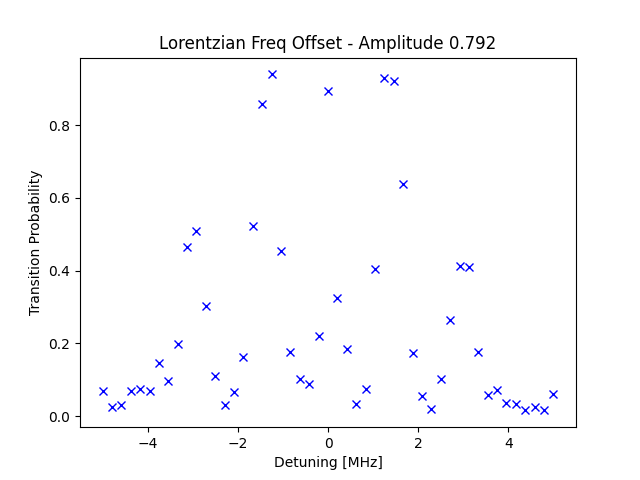 Lorentzian Freq Offset - Amplitude 0.792
Transition Probability
0.8
0.6
0.4
0.2
0.0
−4 −2 0 2 4
Detuning [MHz]